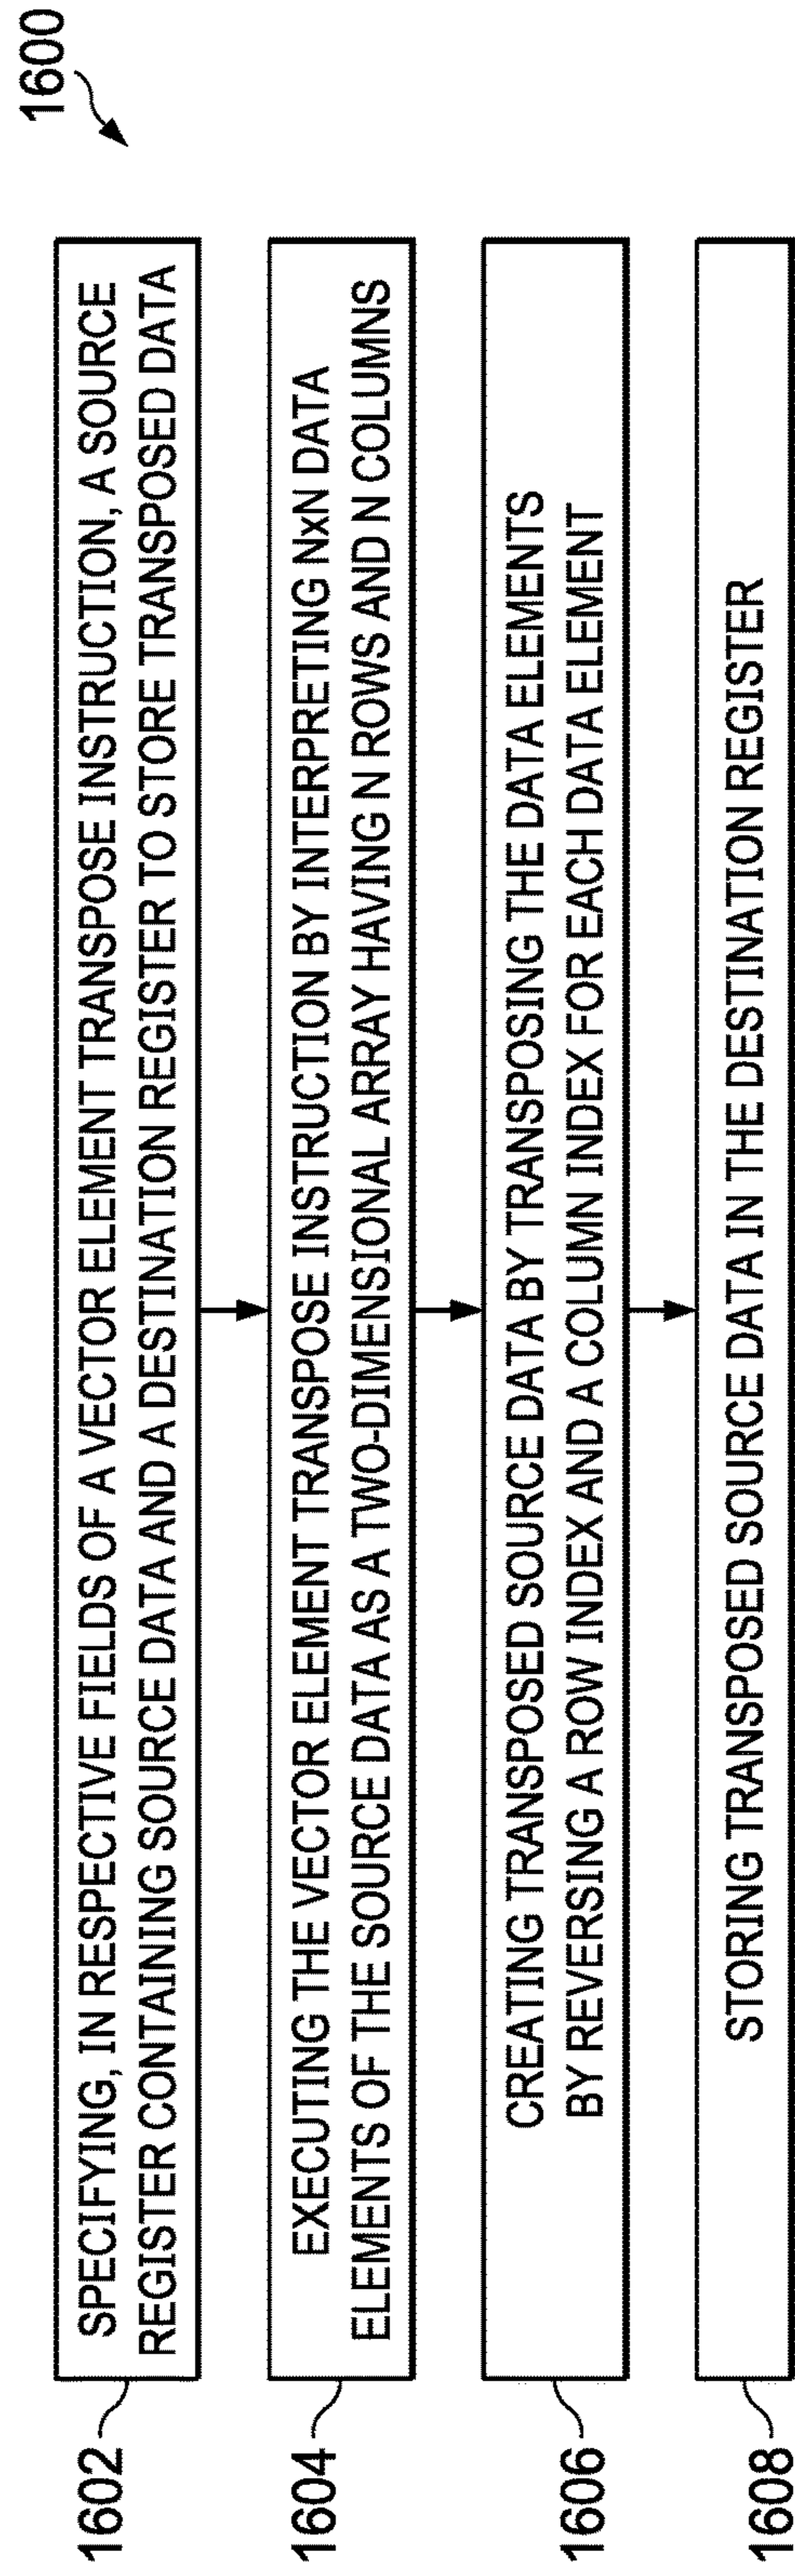 1600
1602
SPECIFYING, IN RESPECTIVE FIELDS OF A VECTOR ELEMENT TRANSPOSE INSTRUCTION, A SOURCE
REGISTER CONTAINING SOURCE DATA AND A DESTINATION REGISTER TO STORE TRANSPOSED DATA
1604
EXECUTING THE VECTOR ELEMENT TRANSPOSE INSTRUCTION BY INTERPRETING NxN DATA
ELEMENTS OF THE SOURCE DATA AS A TWO-DIMENSIONAL ARRAY HAVING N ROWS AND N COLUMNS
1606
CREATING TRANSPOSED SOURCE DATA BY TRANSPOSING THE DATA ELEMENTS
BY REVERSING A ROW INDEX AND A COLUMN INDEX FOR EACH DATA ELEMENT
1608
STORING TRANSPOSED SOURCE DATA IN THE DESTINATION REGISTER